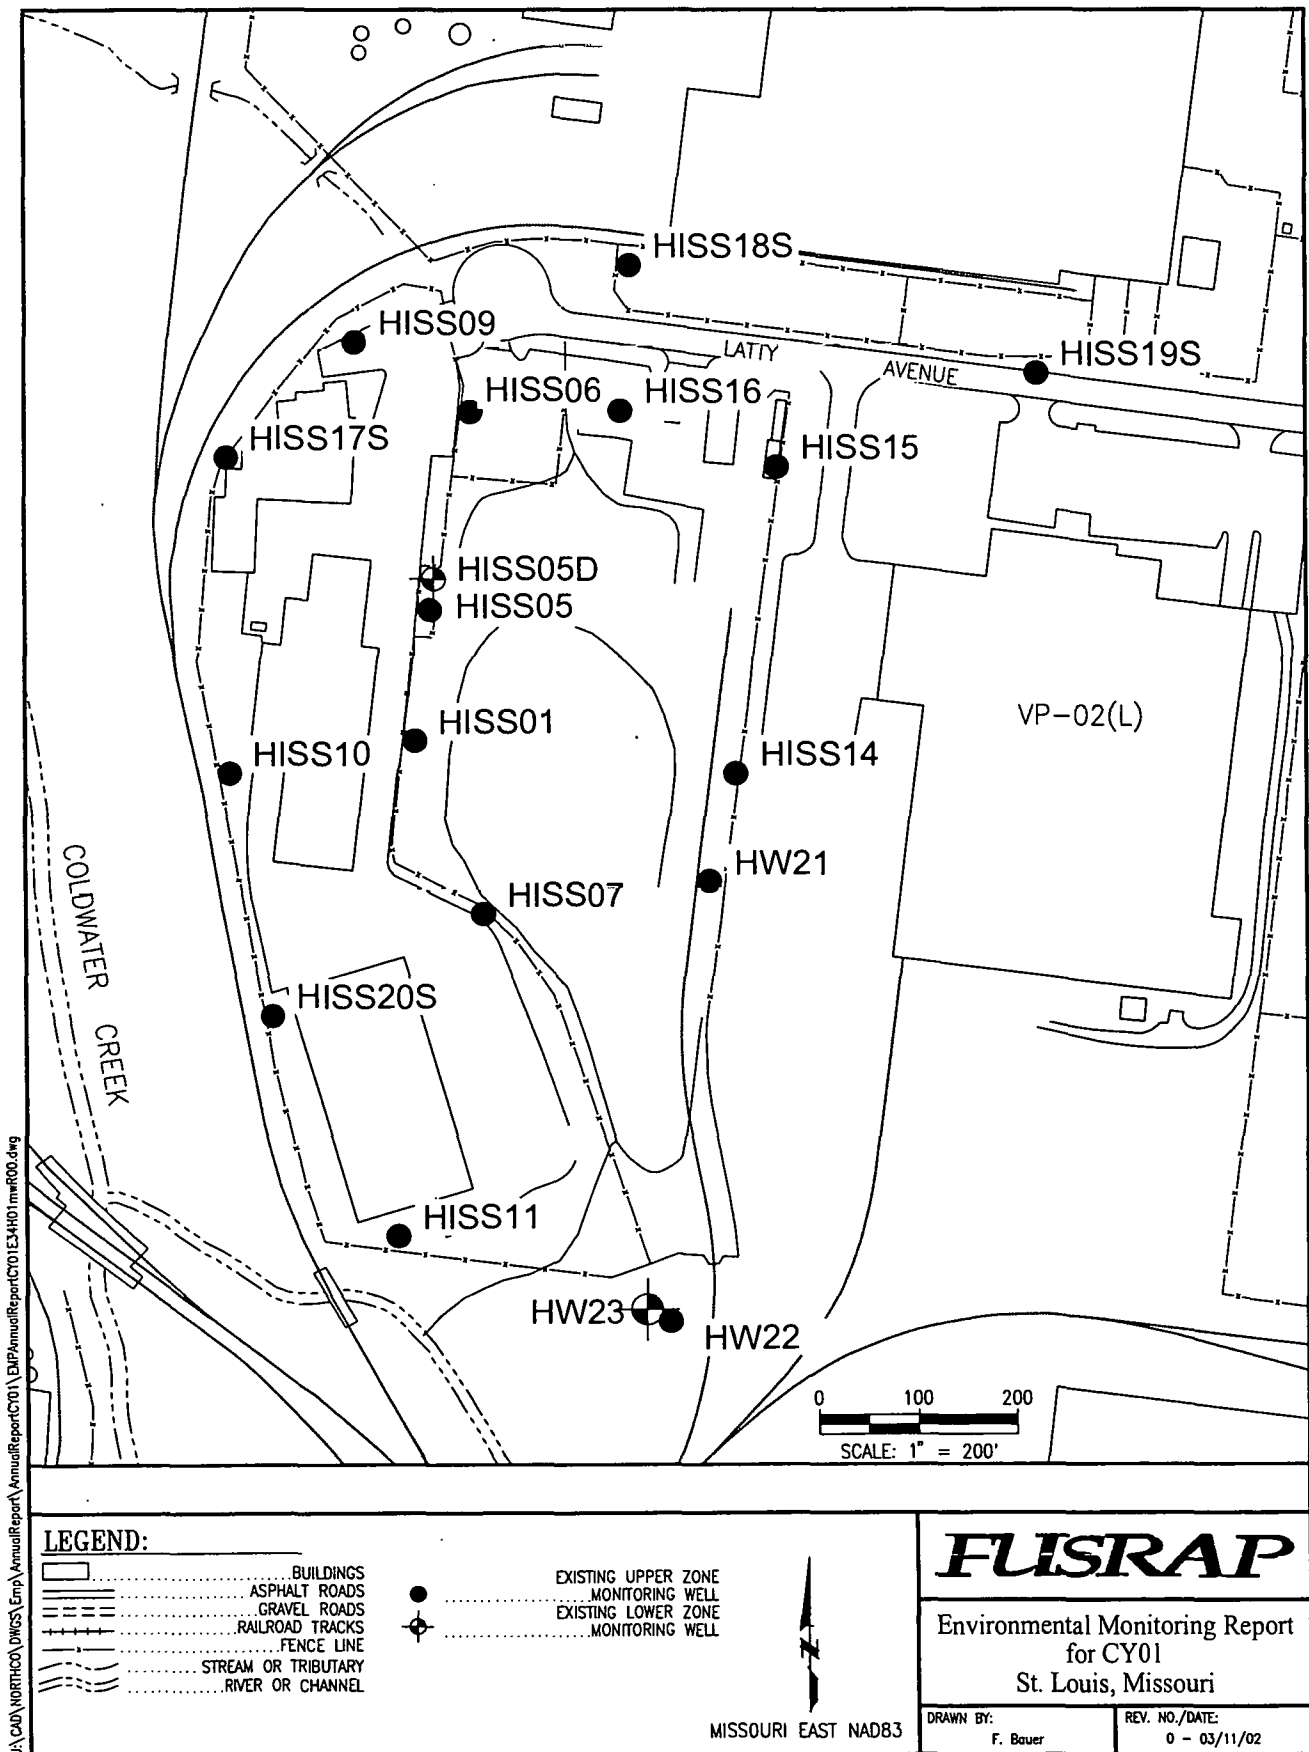 HISS18S
HISS09
LATIY
AVENUE
HISS19S
HISS06
HISS16
HISS17S
HISS15
HISS05D
HISS05
VP-02(L)
HISS01
HISS10
HISS14
COLDWATER CREEK
HW21
HISS07
HISS20S
HISS11
HW23
HW22
0 100 200
SCALE: 1" = 200'
LEGEND:
BUILDINGS
ASPHALT ROADS
GRAVEL ROADS
RAILROAD TRACKS
FENCE LINE
STREAM OR TRIBUTARY
RIVER OR CHANNEL
EXISTING UPPER ZONE
MONITORING WELL
EXISTING LOWER ZONE
MONITORING WELL
MISSOURI EAST NAD83
FUSRAP
Environmental Monitoring Report
for CY01
St. Louis, Missouri
DRAWN BY:
F. Bauer
REV. NO./DATE:
0 - 03/11/02